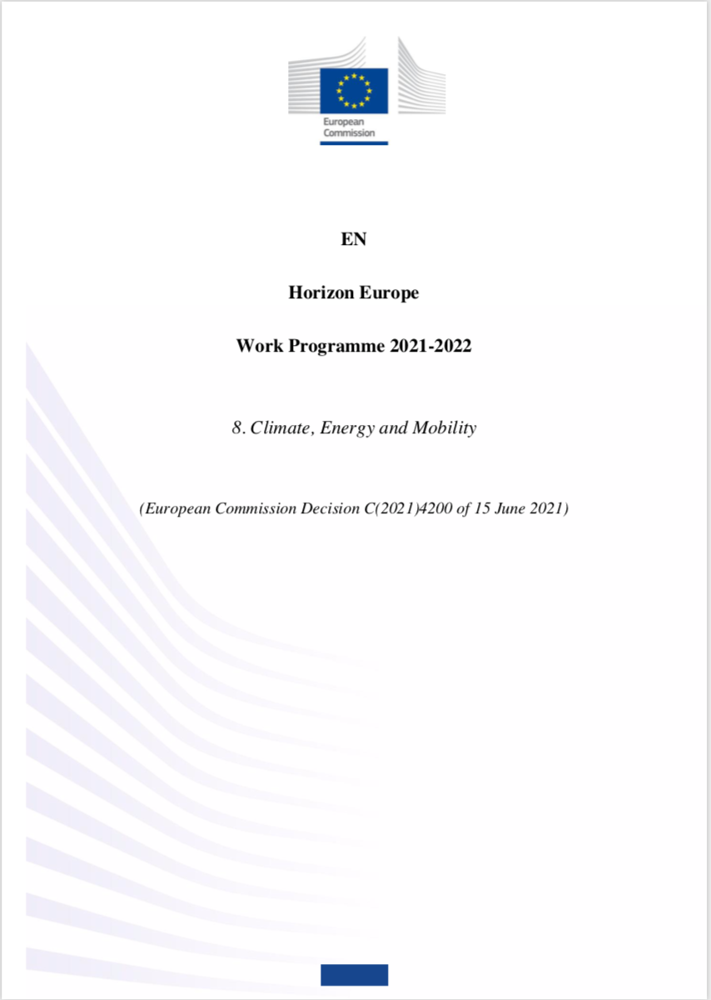 European
Commission
EN
Horizon Europe
Work Programme 2021-2022
8. Climate, Energy and Mobility
(European Commission Decision C(2021)4200 of 15 June 2021)